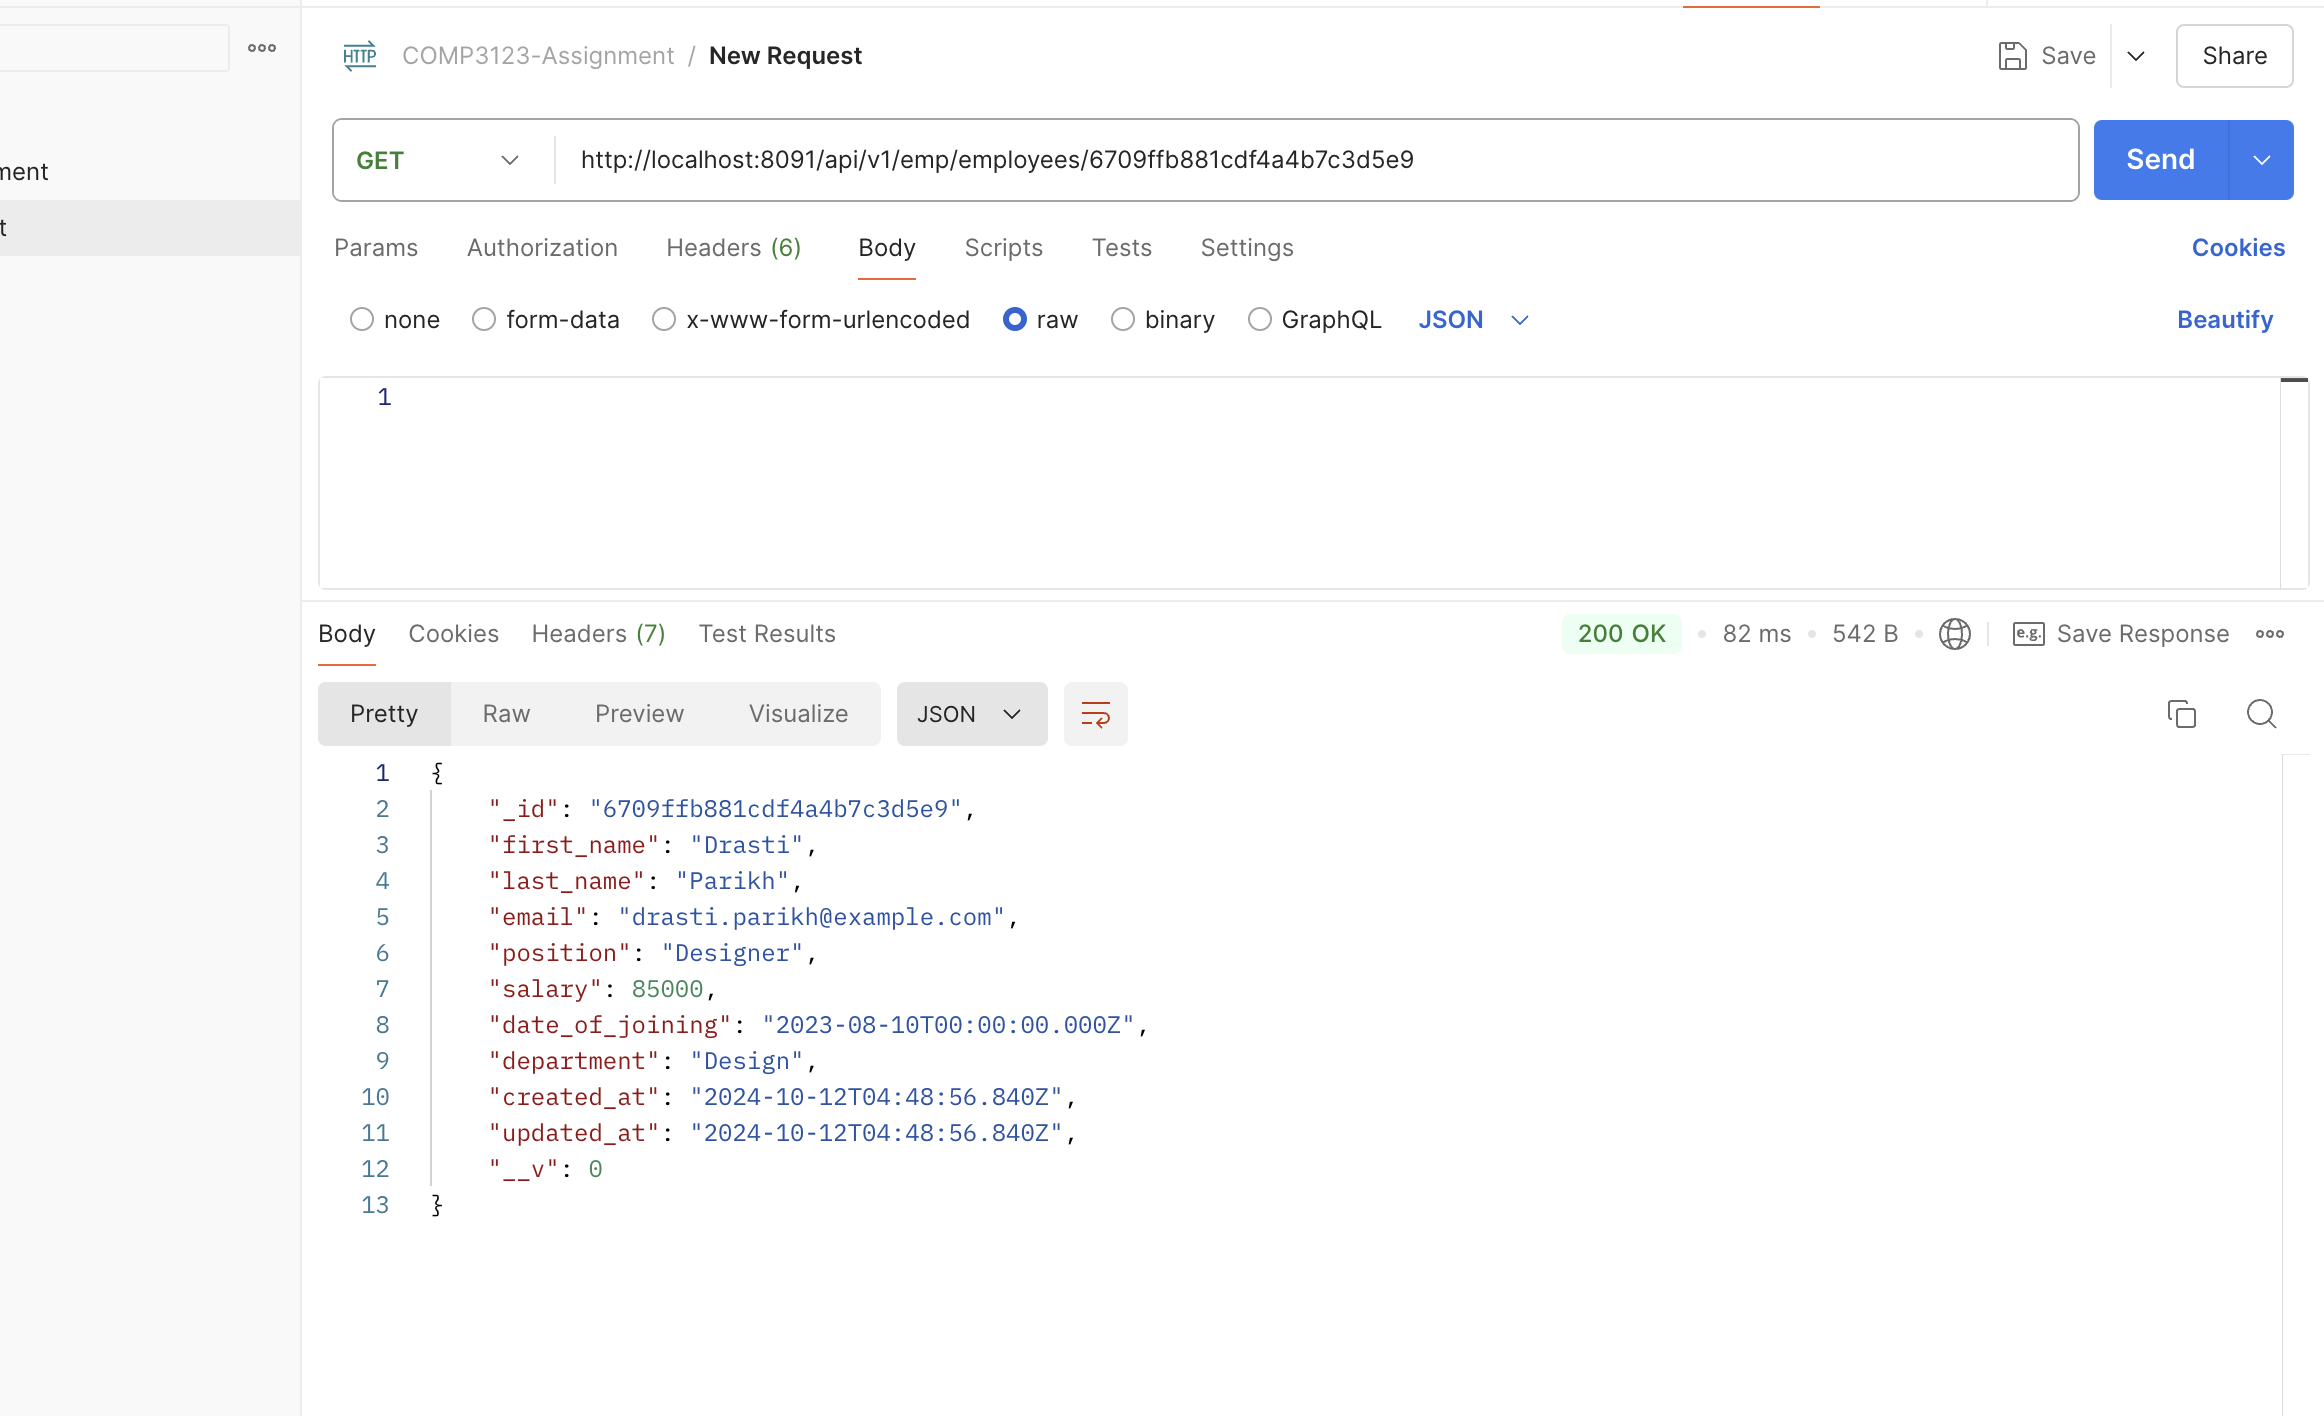 HTTP COMP3123-Assignment / New Request Save Share
GET http://localhost:8091/api/v1/emp/employees/6709ffb881cdf4a4b7c3d5e9 Send
ment
t
Params Authorization Headers (6) Body Scripts Tests Settings Cookies
none form-data x-www-form-urlencoded raw binary GraphQL JSON Beautify
1
Body Cookies Headers (7) Test Results 200 OK • 82 ms • 542 B • e.g. Save Response
Pretty Raw Preview Visualize JSON
1 {
2 "_id": "6709ffb881cdf4a4b7c3d5e9",
3 "first_name": "Drasti",
4 "last_name": "Parikh",
5 "email": "drasti.parikh@example.com",
6 "position": "Designer",
7 "salary": 85000,
8 "date_of_joining": "2023-08-10T00:00:00.000Z",
9 "department": "Design",
10 "created_at": "2024-10-12T04:48:56.840Z",
11 "updated_at": "2024-10-12T04:48:56.840Z",
12 "__v": 0
13 }